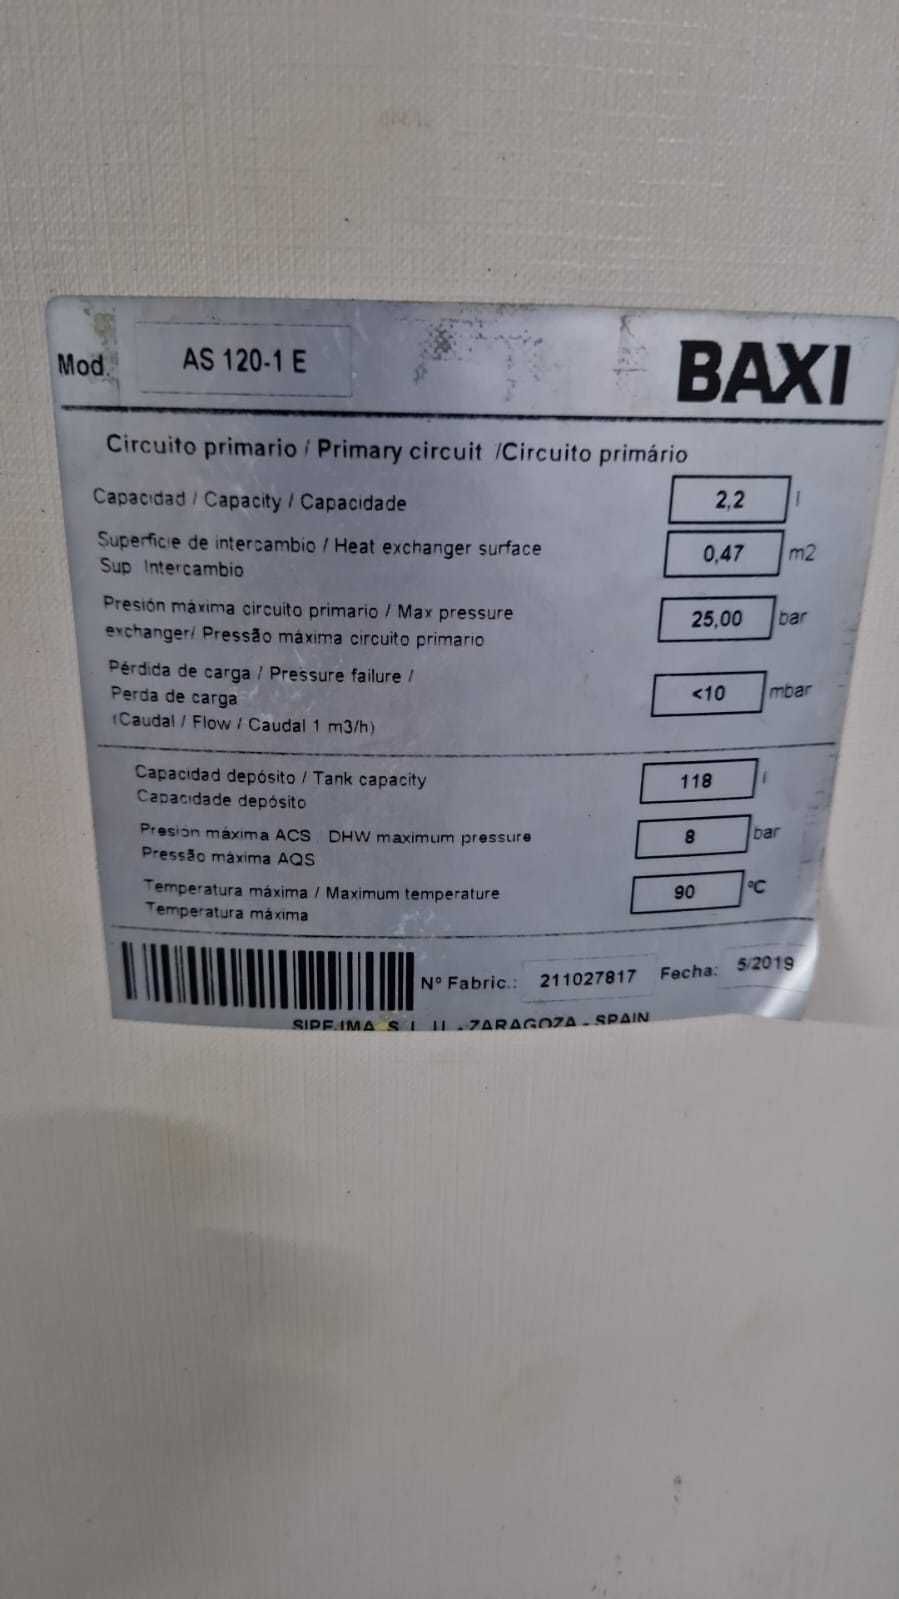 Mod. AS 120-1 E BAXI
Circuito primario / Primary circuit /Circuito primário
Capacidad / Capacity / Capacidade 2,2 l
Superficie de intercambio / Heat exchanger surface 0,47 m2
Sup Intercambio
Presión máxima circuito primario / Max pressure 25,00 bar
exchanger/ Pressão máxima circuito primario
Pérdida de carga / Pressure failure /
Perda de carga <10 mbar
(Caudal / Flow / Caudal 1 m3/h)
Capacidad depósito / Tank capacity 118 l
Capacidade depósito
Presión máxima ACS DHW maximum pressure 8 bar
Pressão máxima AQS
Temperatura máxima / Maximum temperature 90 ºC
Temperatura máxima
Nº Fabric.: 211027817 Fecha: 5/2019
S.L.U.-ZARAGOZA - SPAIN